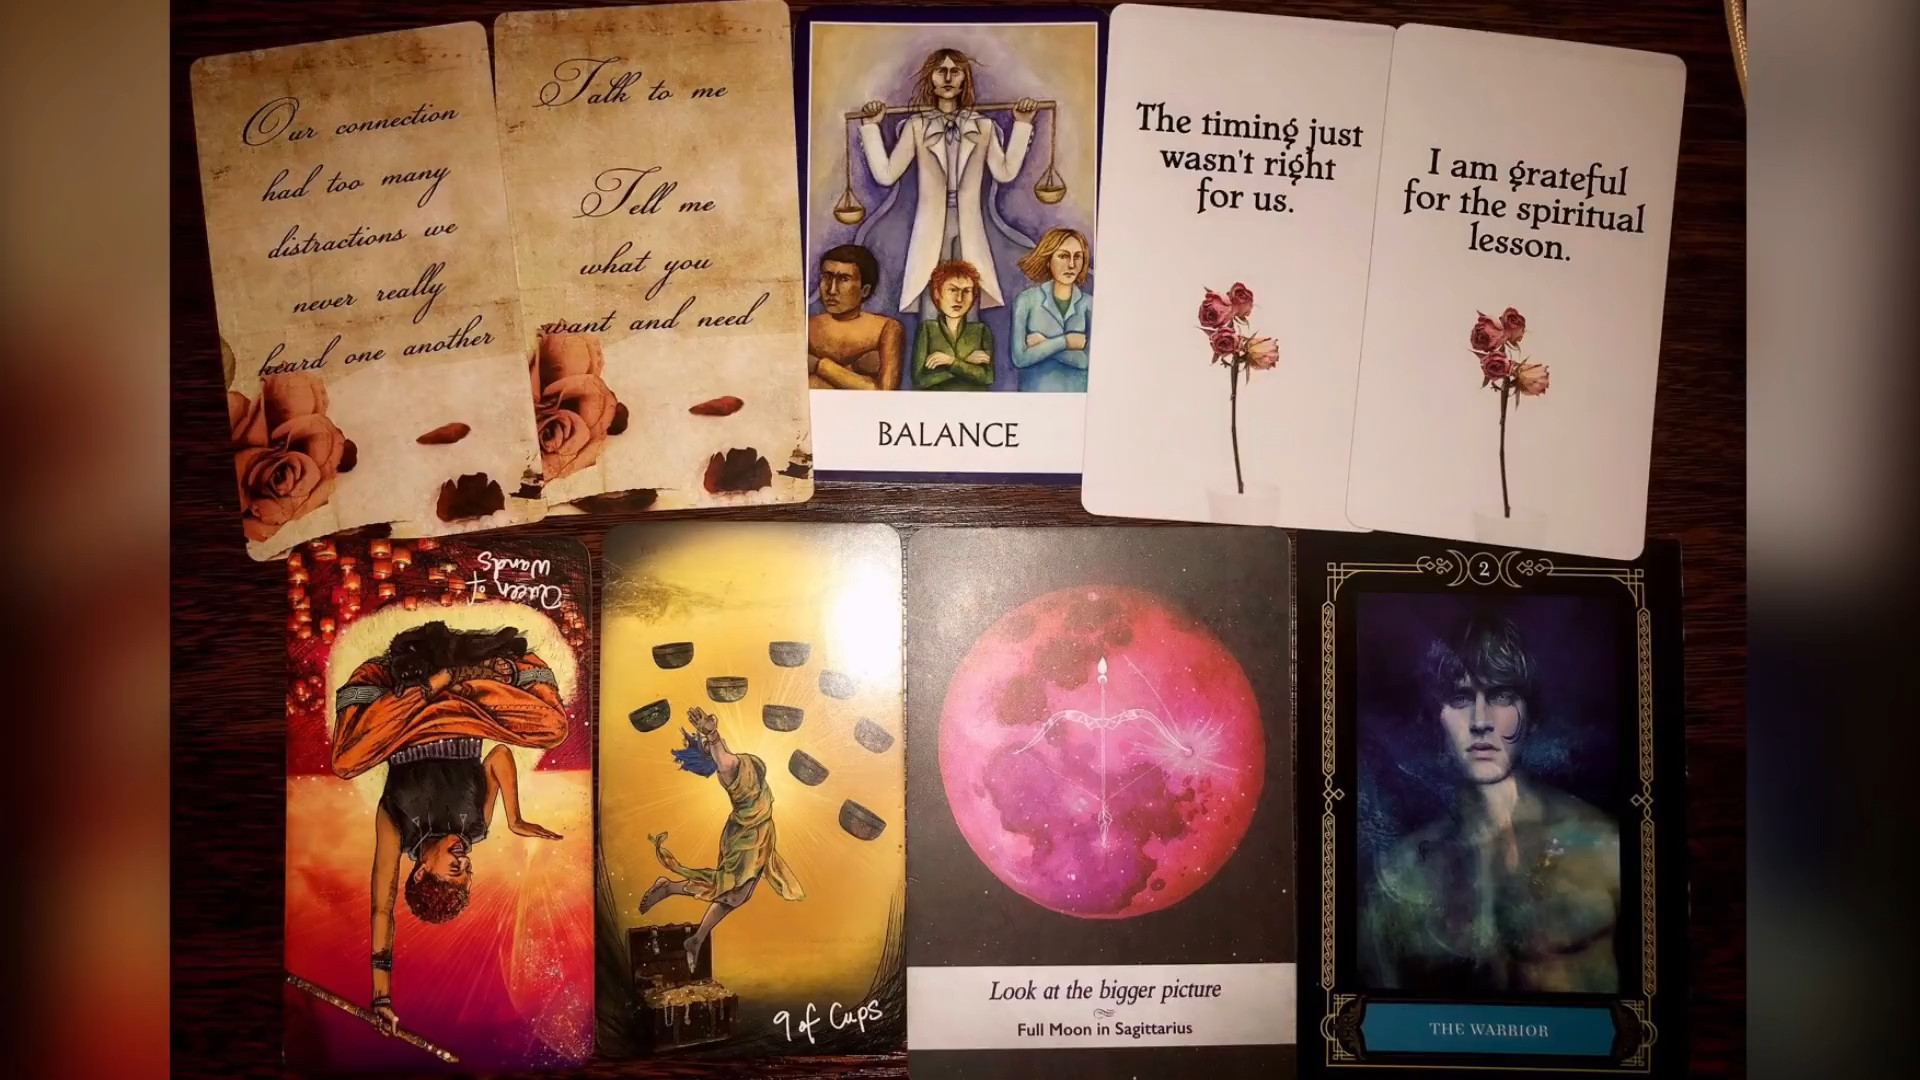 Our connection
had too many
distractions we
never really
heard one another
Talk to me
Tell me
what you
want and need
BALANCE
The timing just
wasn't right
for us.
I am grateful
for the spiritual
lesson.
Queen of
Wands
9 of Cups
Look at the bigger picture
Full Moon in Sagittarius
2
THE WARRIOR